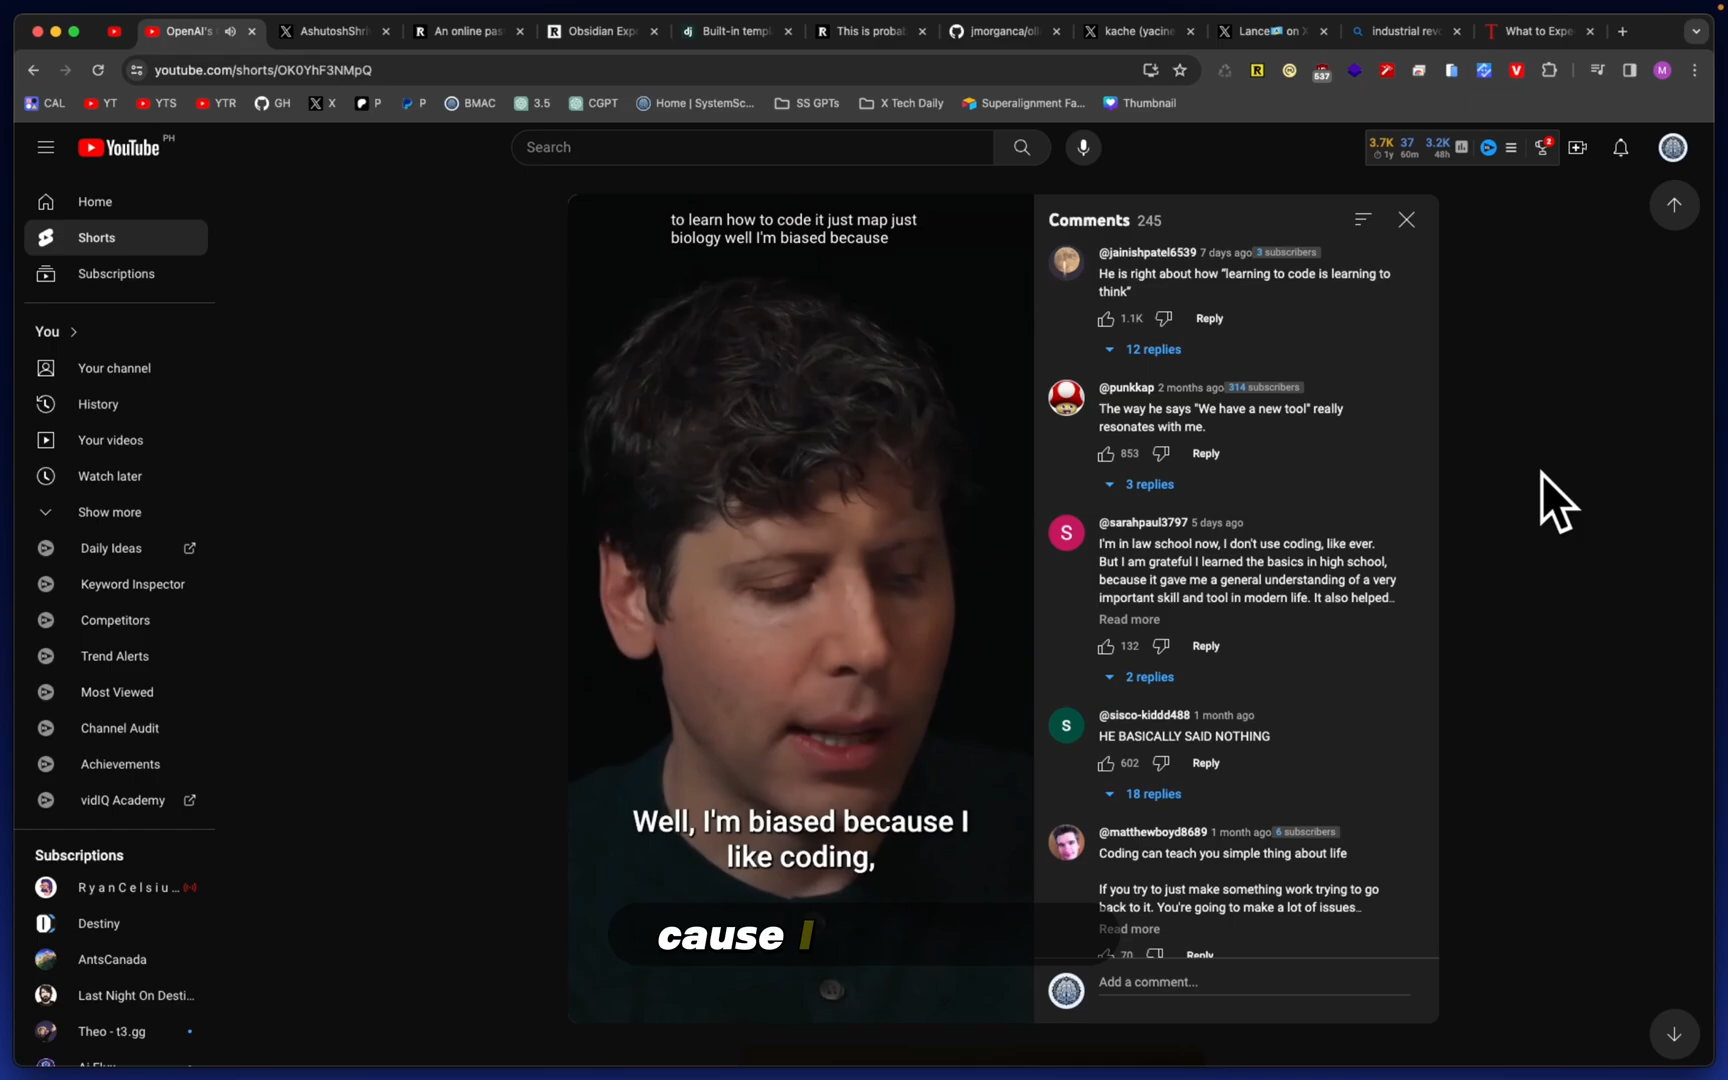 OpenAI's
AshutoshShri
An online pas
Obsidian Exp
Built-in templ
This is probab
jmorganca/oll
kache (yacine
Lance on X
industrial revo
What to Expe
youtube.com/shorts/OK0YhF3NMpQ
537
M
CAL
YT
YTS
YTR
GH
X
P
P
BMAC
3.5
CGPT
Home | SystemSc...
SS GPTs
X Tech Daily
Superalignment Fa...
Thumbnail
YouTube PH
Search
3.7K 37 3.2K
1y 60m 48h
2
Home
Shorts
Subscriptions
You
Your channel
History
Your videos
Watch later
Show more
Daily Ideas
Keyword Inspector
Competitors
Trend Alerts
Most Viewed
Channel Audit
Achievements
vidIQ Academy
Subscriptions
R y a n C e l s i u ...
Destiny
AntsCanada
Last Night On Desti...
Theo - t3.gg
to learn how to code it just map just
biology well I'm biased because
Well, I'm biased because I
like coding,
cause I
Comments 245
@jainishpatel6539 7 days ago 3 subscribers
He is right about how “learning to code is learning to
think”
1.1K Reply
12 replies
@punkkap 2 months ago 314 subscribers
The way he says "We have a new tool" really
resonates with me.
853 Reply
3 replies
S
@sarahpaul3797 5 days ago
I'm in law school now, I don't use coding, like ever.
But I am grateful I learned the basics in high school,
because it gave me a general understanding of a very
important skill and tool in modern life. It also helped...
Read more
132 Reply
2 replies
S
@sisco-kiddd488 1 month ago
HE BASICALLY SAID NOTHING
602 Reply
18 replies
@matthewboyd8689 1 month ago 6 subscribers
Coding can teach you simple thing about life
If you try to just make something work trying to go
back to it. You're going to make a lot of issues...
Read more
70 Reply
Add a comment...